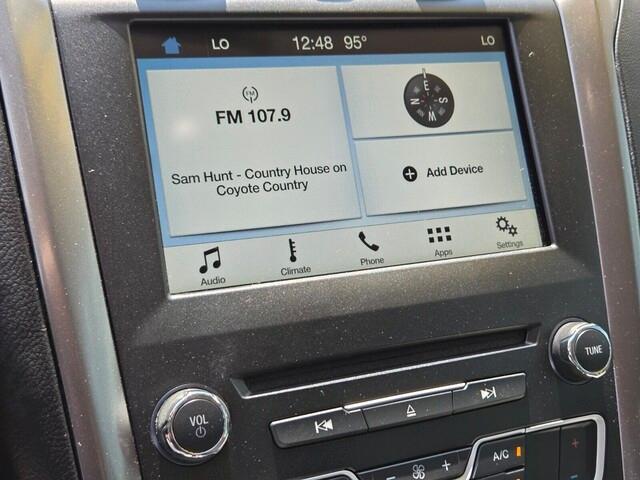 LO 12:48 95° LO
FM
FM 107.9
Sam Hunt - Country House on
Coyote Country
E
N S
W
+ Add Device
Audio Climate Phone Apps Settings
VOL
TUNE
A/C
- +
+